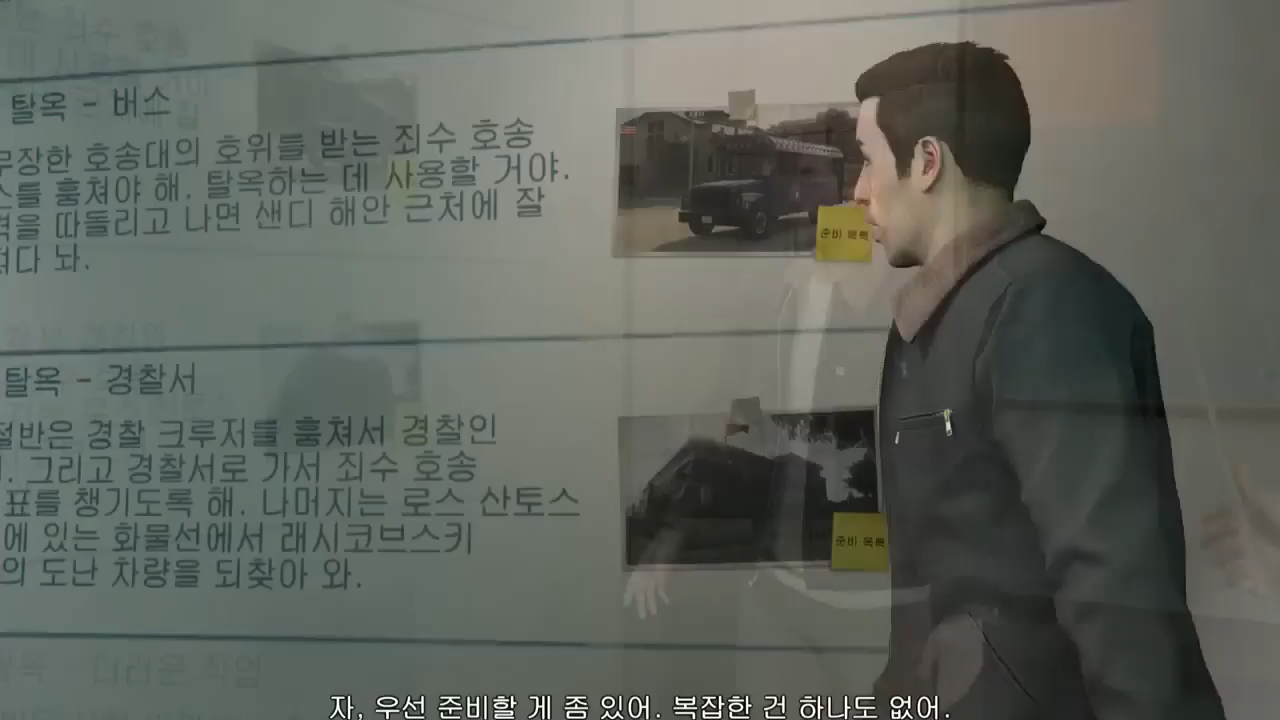 탈옥 - 버스
무장한 호송대의 호위를 받는 죄수 호송
스를 훔쳐야 해. 탈옥하는 데 사용할 거야.
을 따돌리고 나면 샌디 해안 근처에 잘
다 놔.
준비 목록
탈옥 - 경찰서
절반은 경찰 크루저를 훔쳐서 경찰인
. 그리고 경찰서로 가서 죄수 호송
표를 챙기도록 해. 나머지는 로스 산토스
에 있는 화물선에서 래시코브스키
의 도난 차량을 되찾아 와.
준비 목록
더러운 작업
자, 우선 준비할 게 좀 있어. 복잡한 건 하나도 없어.